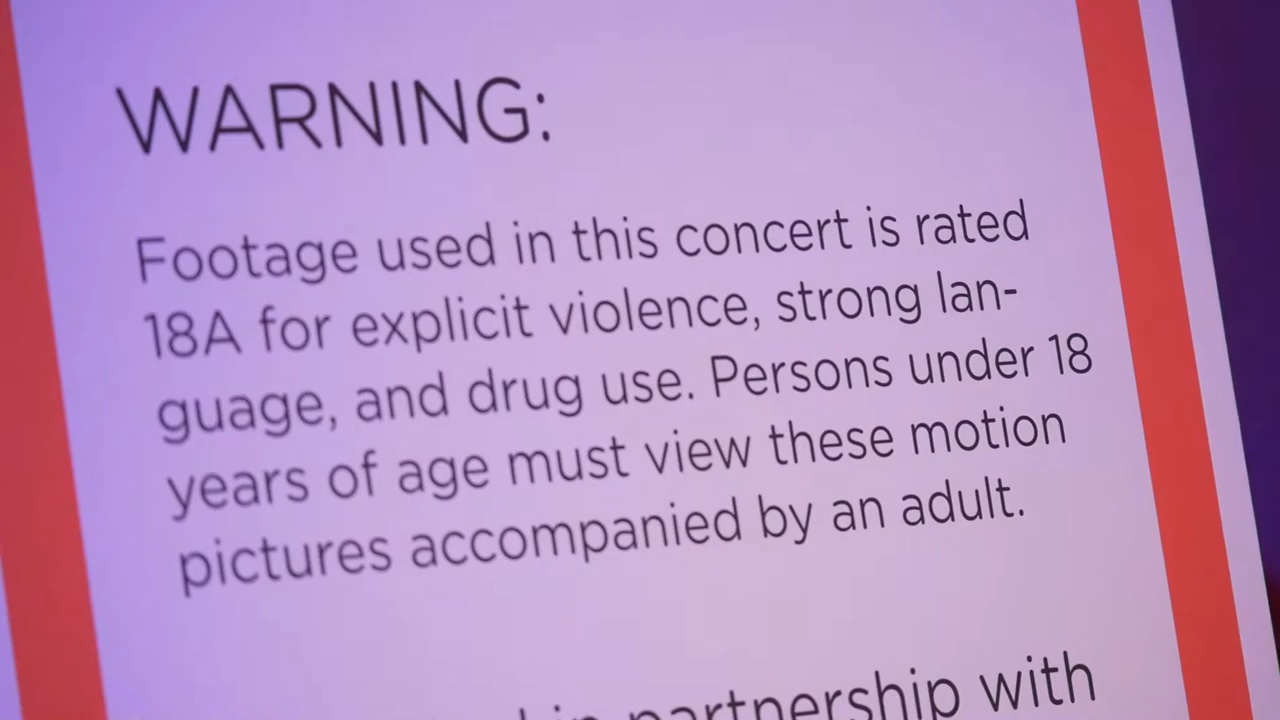 WARNING:
Footage used in this concert is rated
18A for explicit violence, strong lan-
guage, and drug use. Persons under 18
years of age must view these motion
pictures accompanied by an adult.
in partnership with